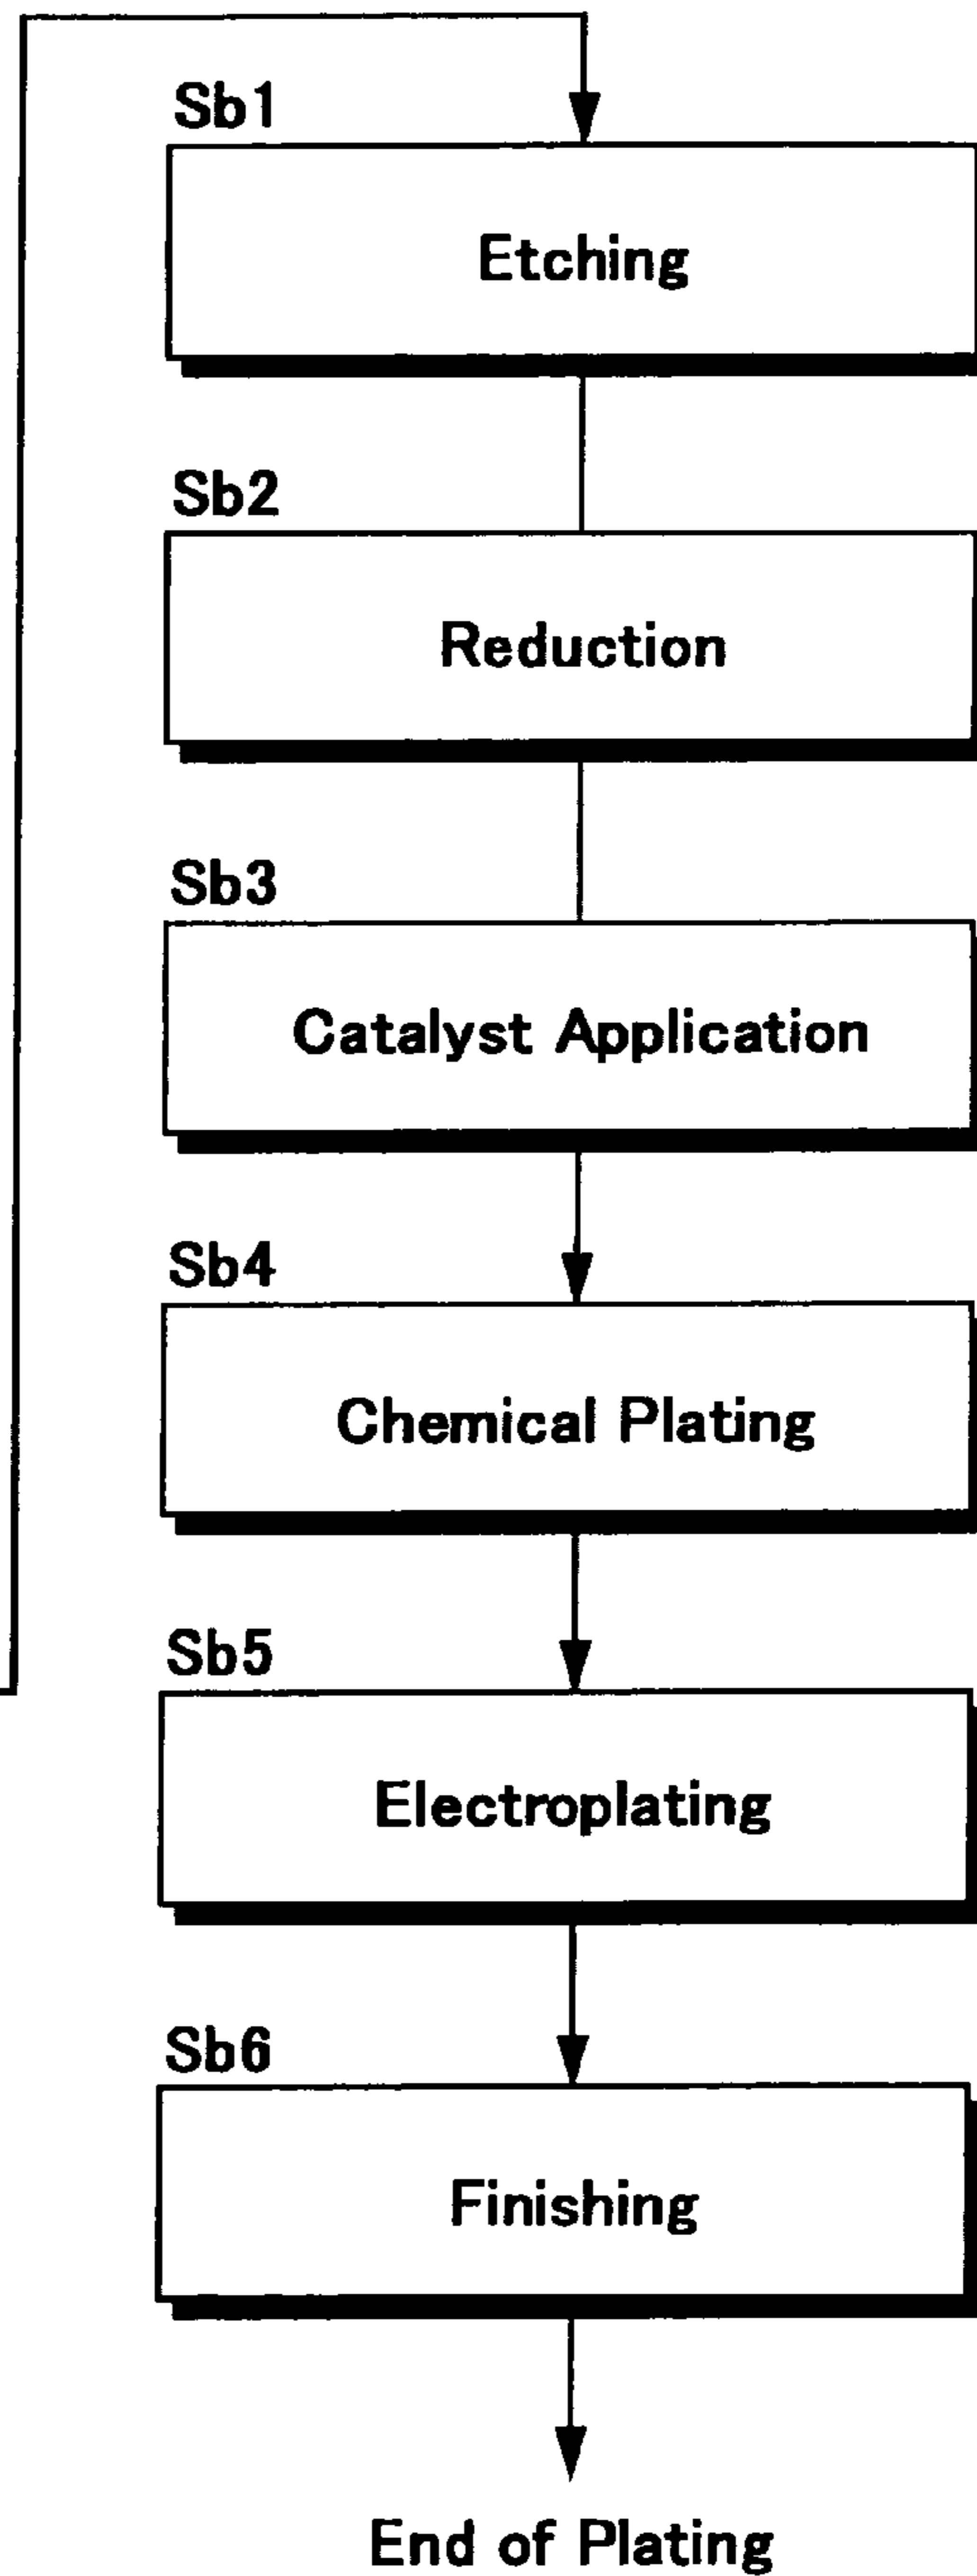 Sb1
Etching
Sb2
Reduction
Sb3
Catalyst Application
Sb4
Chemical Plating
Sb5
Electroplating
Sb6
Finishing
End of Plating